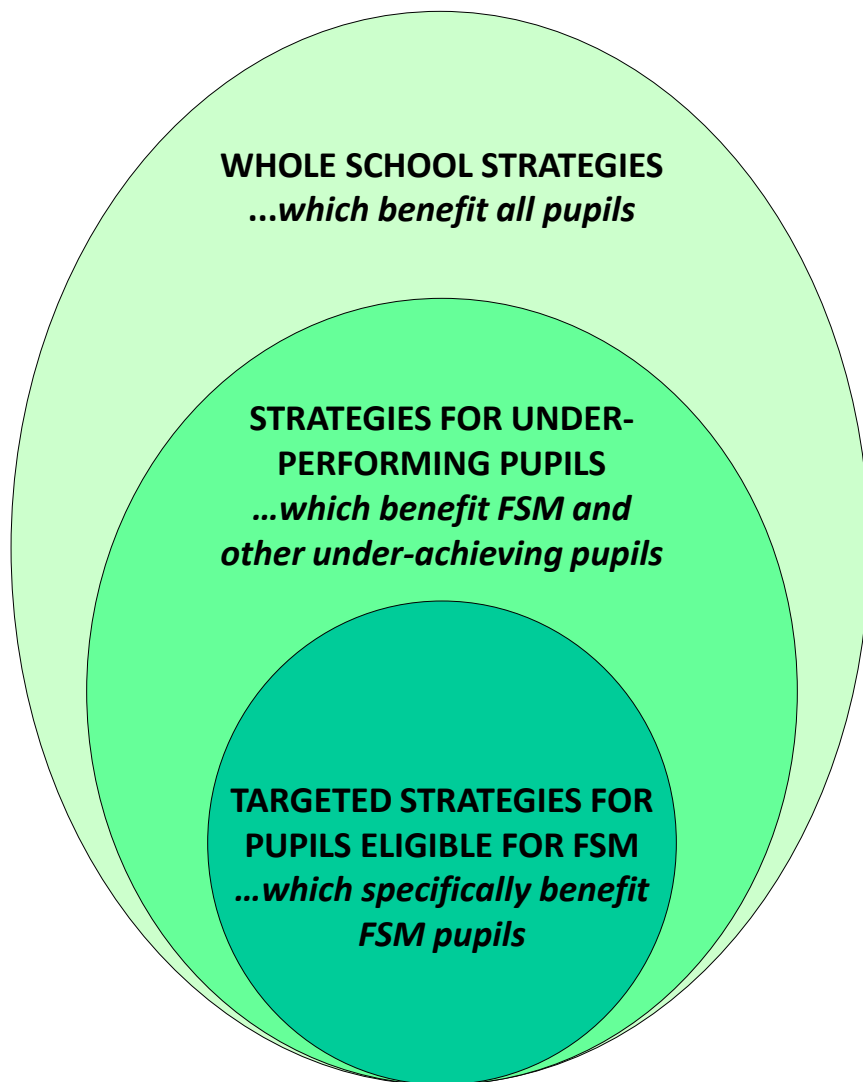 WHOLE SCHOOL STRATEGIES
...which benefit all pupils
STRATEGIES FOR UNDER-
PERFORMING PUPILS
…which benefit FSM and
other under-achieving pupils
TARGETED STRATEGIES FOR
PUPILS ELIGIBLE FOR FSM
…which specifically benefit
FSM pupils